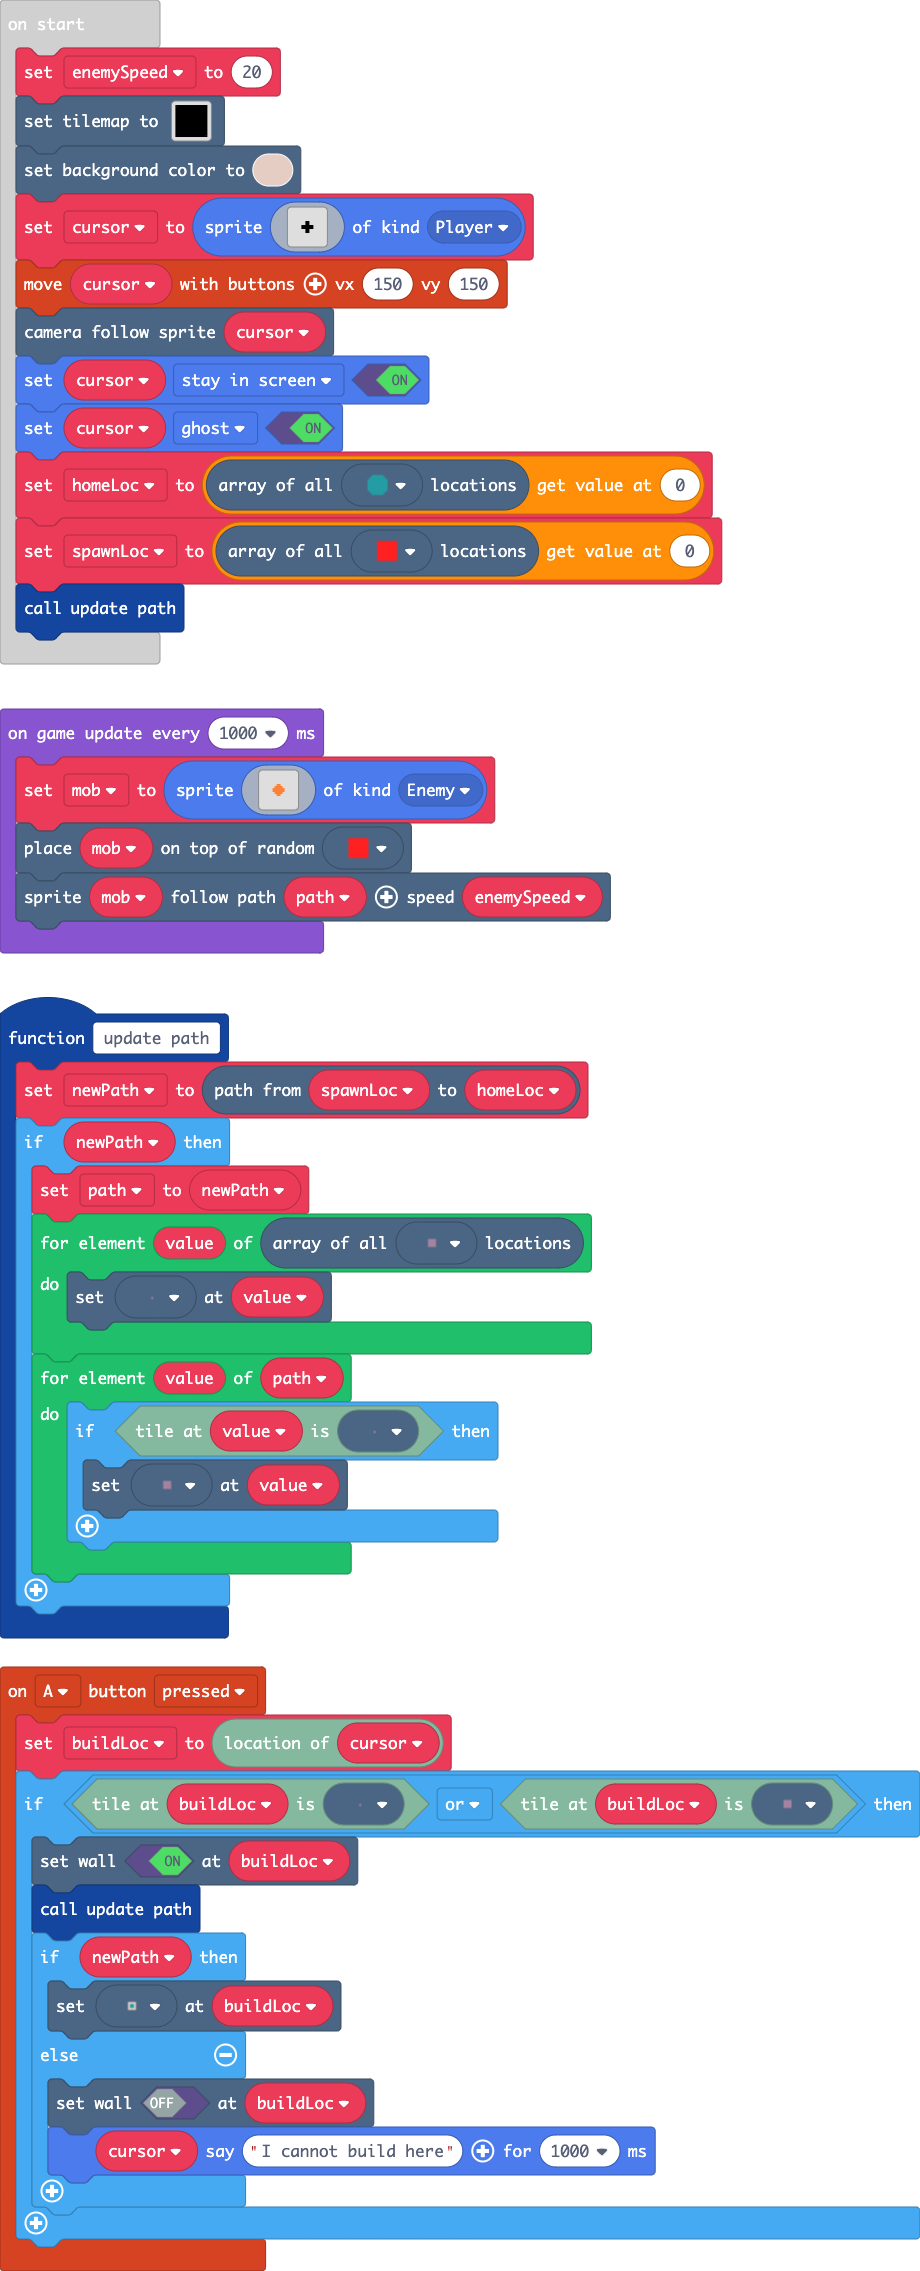 on start
set enemySpeed to 20
set tilemap to
set background color to
set cursor to sprite of kind Player
move cursor with buttons vx 150 vy 150
camera follow sprite cursor
set cursor stay in screen ON
set cursor ghost ON
set homeLoc to array of all locations get value at 0
set spawnLoc to array of all locations get value at 0
call update path
on game update every 1000 ms
set mob to sprite of kind Enemy
place mob on top of random
sprite mob follow path path speed enemySpeed
function update path
set newPath to path from spawnLoc to homeLoc
if newPath then
set path to newPath
for element value of array of all locations
do
set at value
for element value of path
do
if tile at value is then
set at value
on A button pressed
set buildLoc to location of cursor
if tile at buildLoc is or tile at buildLoc is then
set wall ON at buildLoc
call update path
if newPath then
set at buildLoc
else
set wall OFF at buildLoc
cursor say "I cannot build here" for 1000 ms